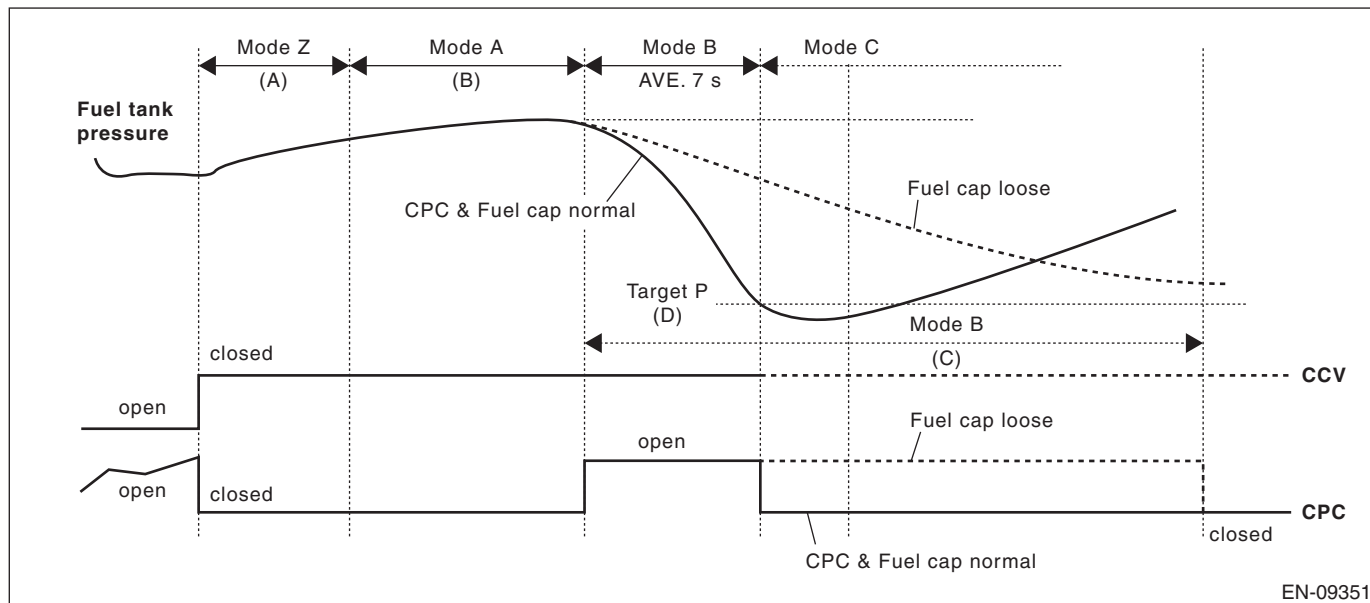 Mode Z
Mode A
Mode B
Mode C
(A)
(B)
AVE. 7 s
Fuel tank
pressure
CPC & Fuel cap normal
Fuel cap loose
Target P
(D)
Mode B
(C)
closed
CCV
open
Fuel cap loose
open
open
closed
CPC
closed
CPC & Fuel cap normal
EN-09351